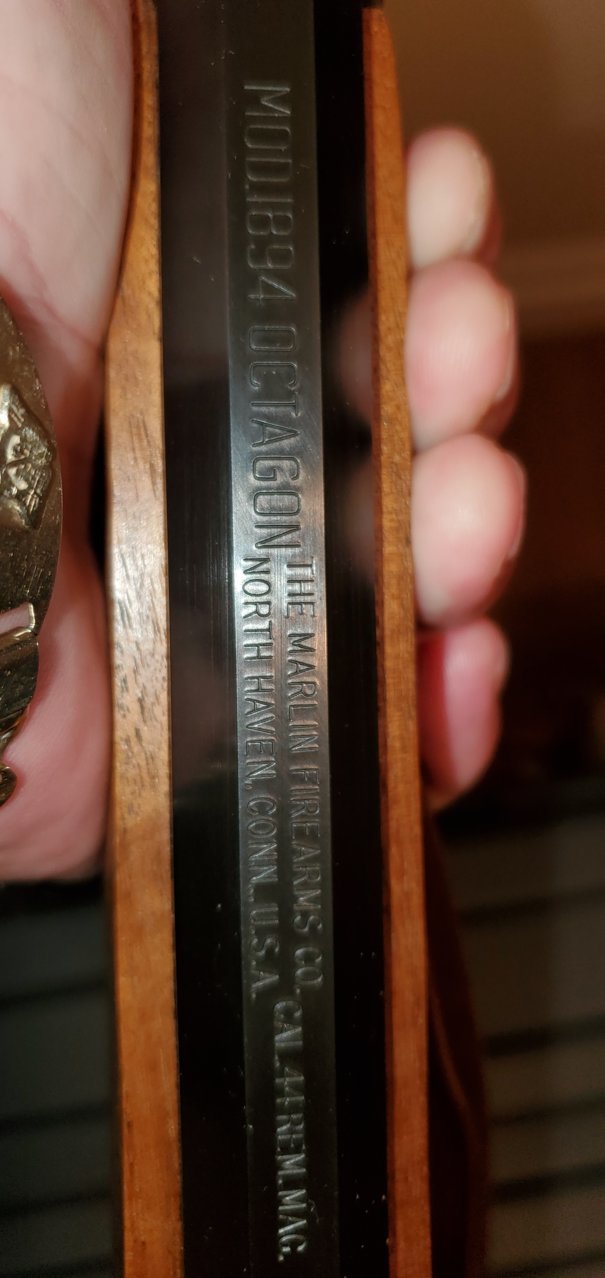 MOD.1894 OCTAGON
THE MARLIN FIREARMS CO.
NORTH HAVEN, CONN. U.S.A.
CAL.44 REM.MAG.